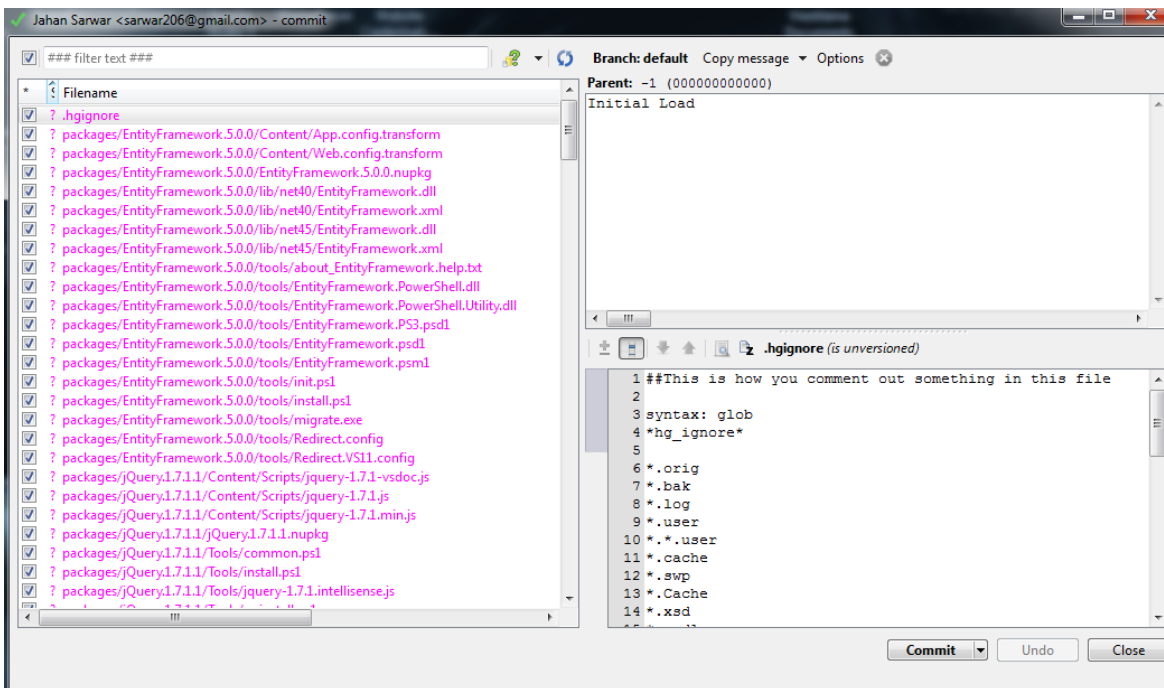 Jahan Sarwar <sarwar206@gmail.com> - commit
### filter text ###
Branch: default Copy message Options
* Filename
Parent: -1 (000000000000)
Initial Load
? .hgignore
? packages/EntityFramework.5.0.0/Content/App.config.transform
? packages/EntityFramework.5.0.0/Content/Web.config.transform
? packages/EntityFramework.5.0.0/EntityFramework.5.0.0.nupkg
? packages/EntityFramework.5.0.0/lib/net40/EntityFramework.dll
? packages/EntityFramework.5.0.0/lib/net40/EntityFramework.xml
? packages/EntityFramework.5.0.0/lib/net45/EntityFramework.dll
? packages/EntityFramework.5.0.0/lib/net45/EntityFramework.xml
? packages/EntityFramework.5.0.0/tools/about_EntityFramework.help.txt
? packages/EntityFramework.5.0.0/tools/EntityFramework.PowerShell.dll
? packages/EntityFramework.5.0.0/tools/EntityFramework.PowerShell.Utility.dll
? packages/EntityFramework.5.0.0/tools/EntityFramework.PS3.psd1
? packages/EntityFramework.5.0.0/tools/EntityFramework.psd1
? packages/EntityFramework.5.0.0/tools/EntityFramework.psm1
? packages/EntityFramework.5.0.0/tools/init.ps1
? packages/EntityFramework.5.0.0/tools/install.ps1
? packages/EntityFramework.5.0.0/tools/migrate.exe
? packages/EntityFramework.5.0.0/tools/Redirect.config
? packages/EntityFramework.5.0.0/tools/Redirect.VS11.config
? packages/jQuery.1.7.1.1/Content/Scripts/jquery-1.7.1-vsdoc.js
? packages/jQuery.1.7.1.1/Content/Scripts/jquery-1.7.1.js
? packages/jQuery.1.7.1.1/Content/Scripts/jquery-1.7.1.min.js
? packages/jQuery.1.7.1.1/jQuery.1.7.1.1.nupkg
? packages/jQuery.1.7.1.1/Tools/common.ps1
? packages/jQuery.1.7.1.1/Tools/install.ps1
? packages/jQuery.1.7.1.1/Tools/jquery-1.7.1.intellisense.js
.hgignore (is unversioned)
1 ##This is how you comment out something in this file
2
3 syntax: glob
4 *hg_ignore*
5
6 *.orig
7 *.bak
8 *.log
9 *.user
10 *.*.user
11 *.cache
12 *.swp
13 *.Cache
14 *.xsd
Commit Undo Close